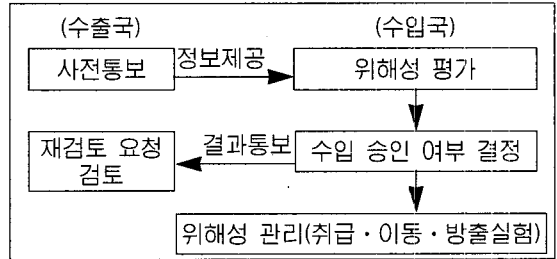 (수출국) (수입국)
사전통보 정보제공 위해성 평가
재검토 요청 결과통보 수입 승인 여부 결정
검토
위해성 관리(취급·이동·방출실험)